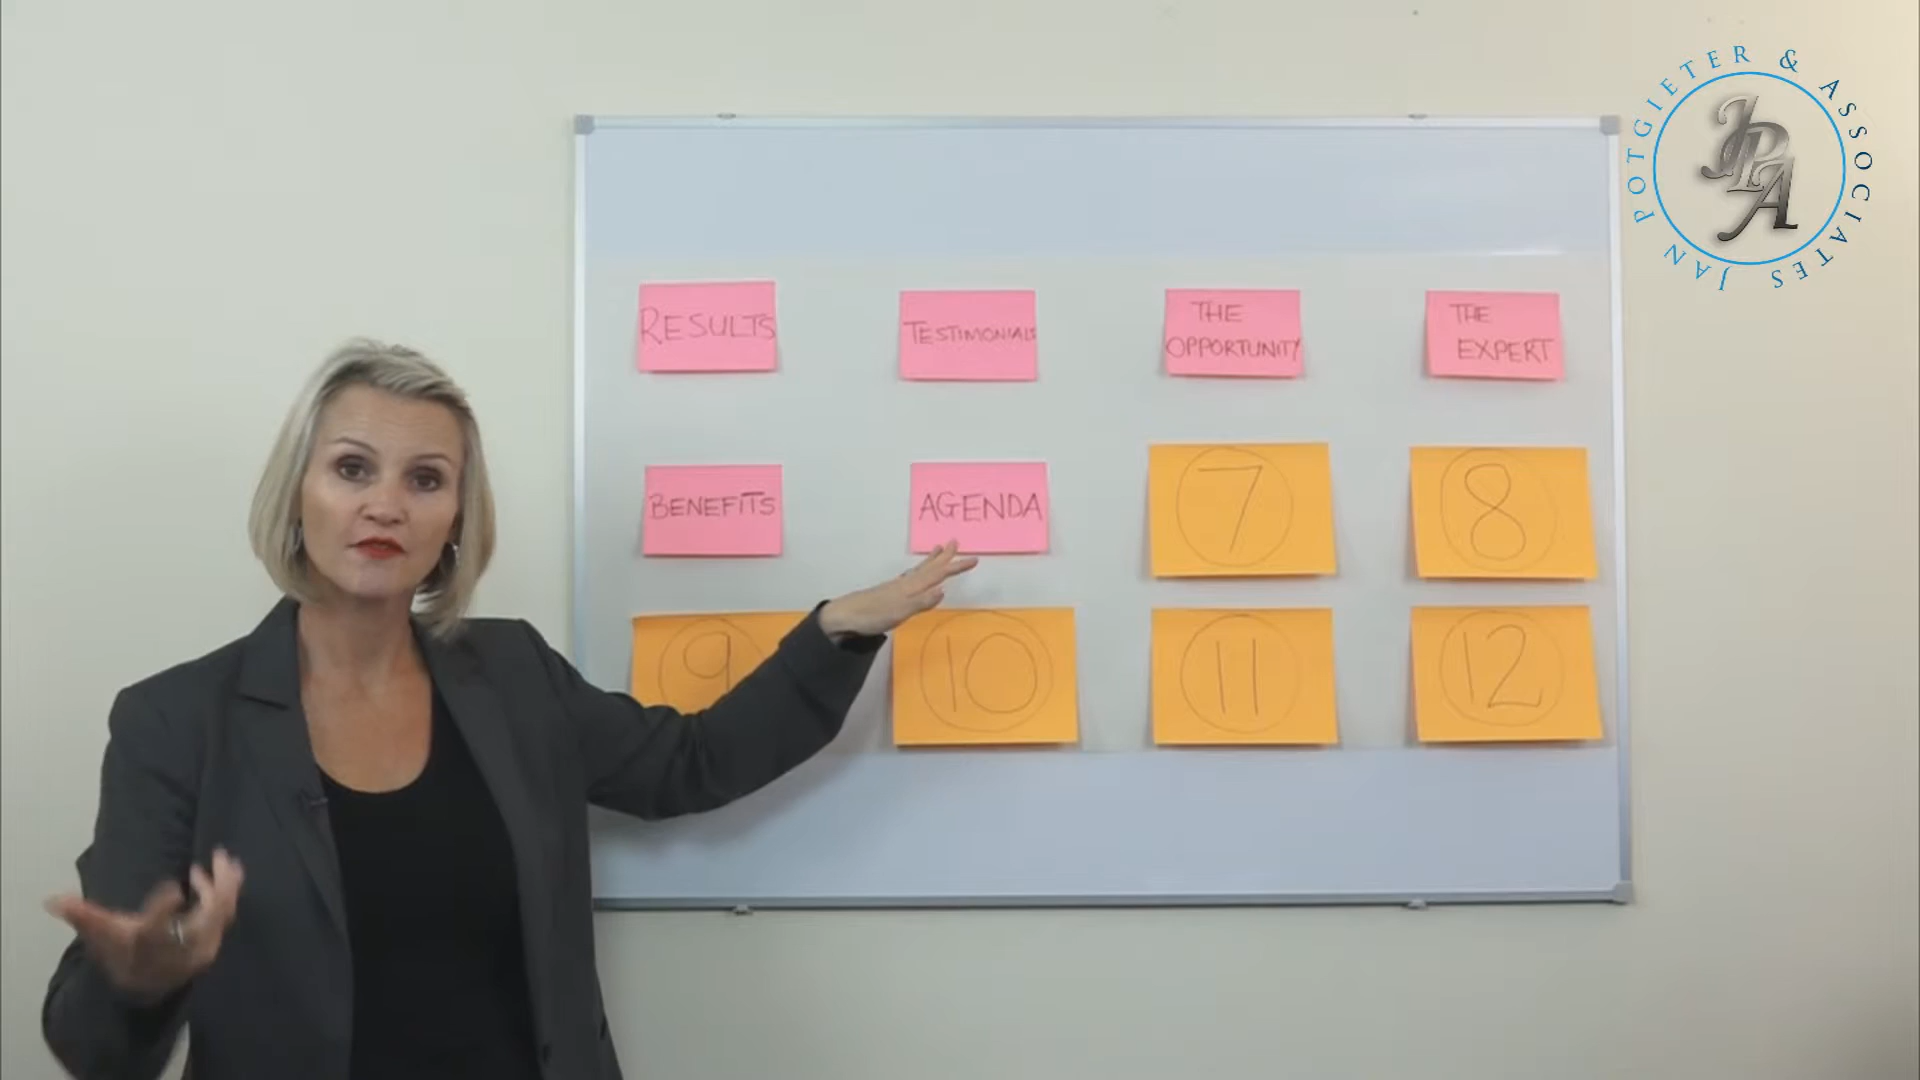 JAN POTGIETER & ASSOCIATES
JPA
RESULTS
TESTIMONIALS
THE
OPPORTUNITY
THE
EXPERT
BENEFITS
AGENDA
7
8
9
10
11
12